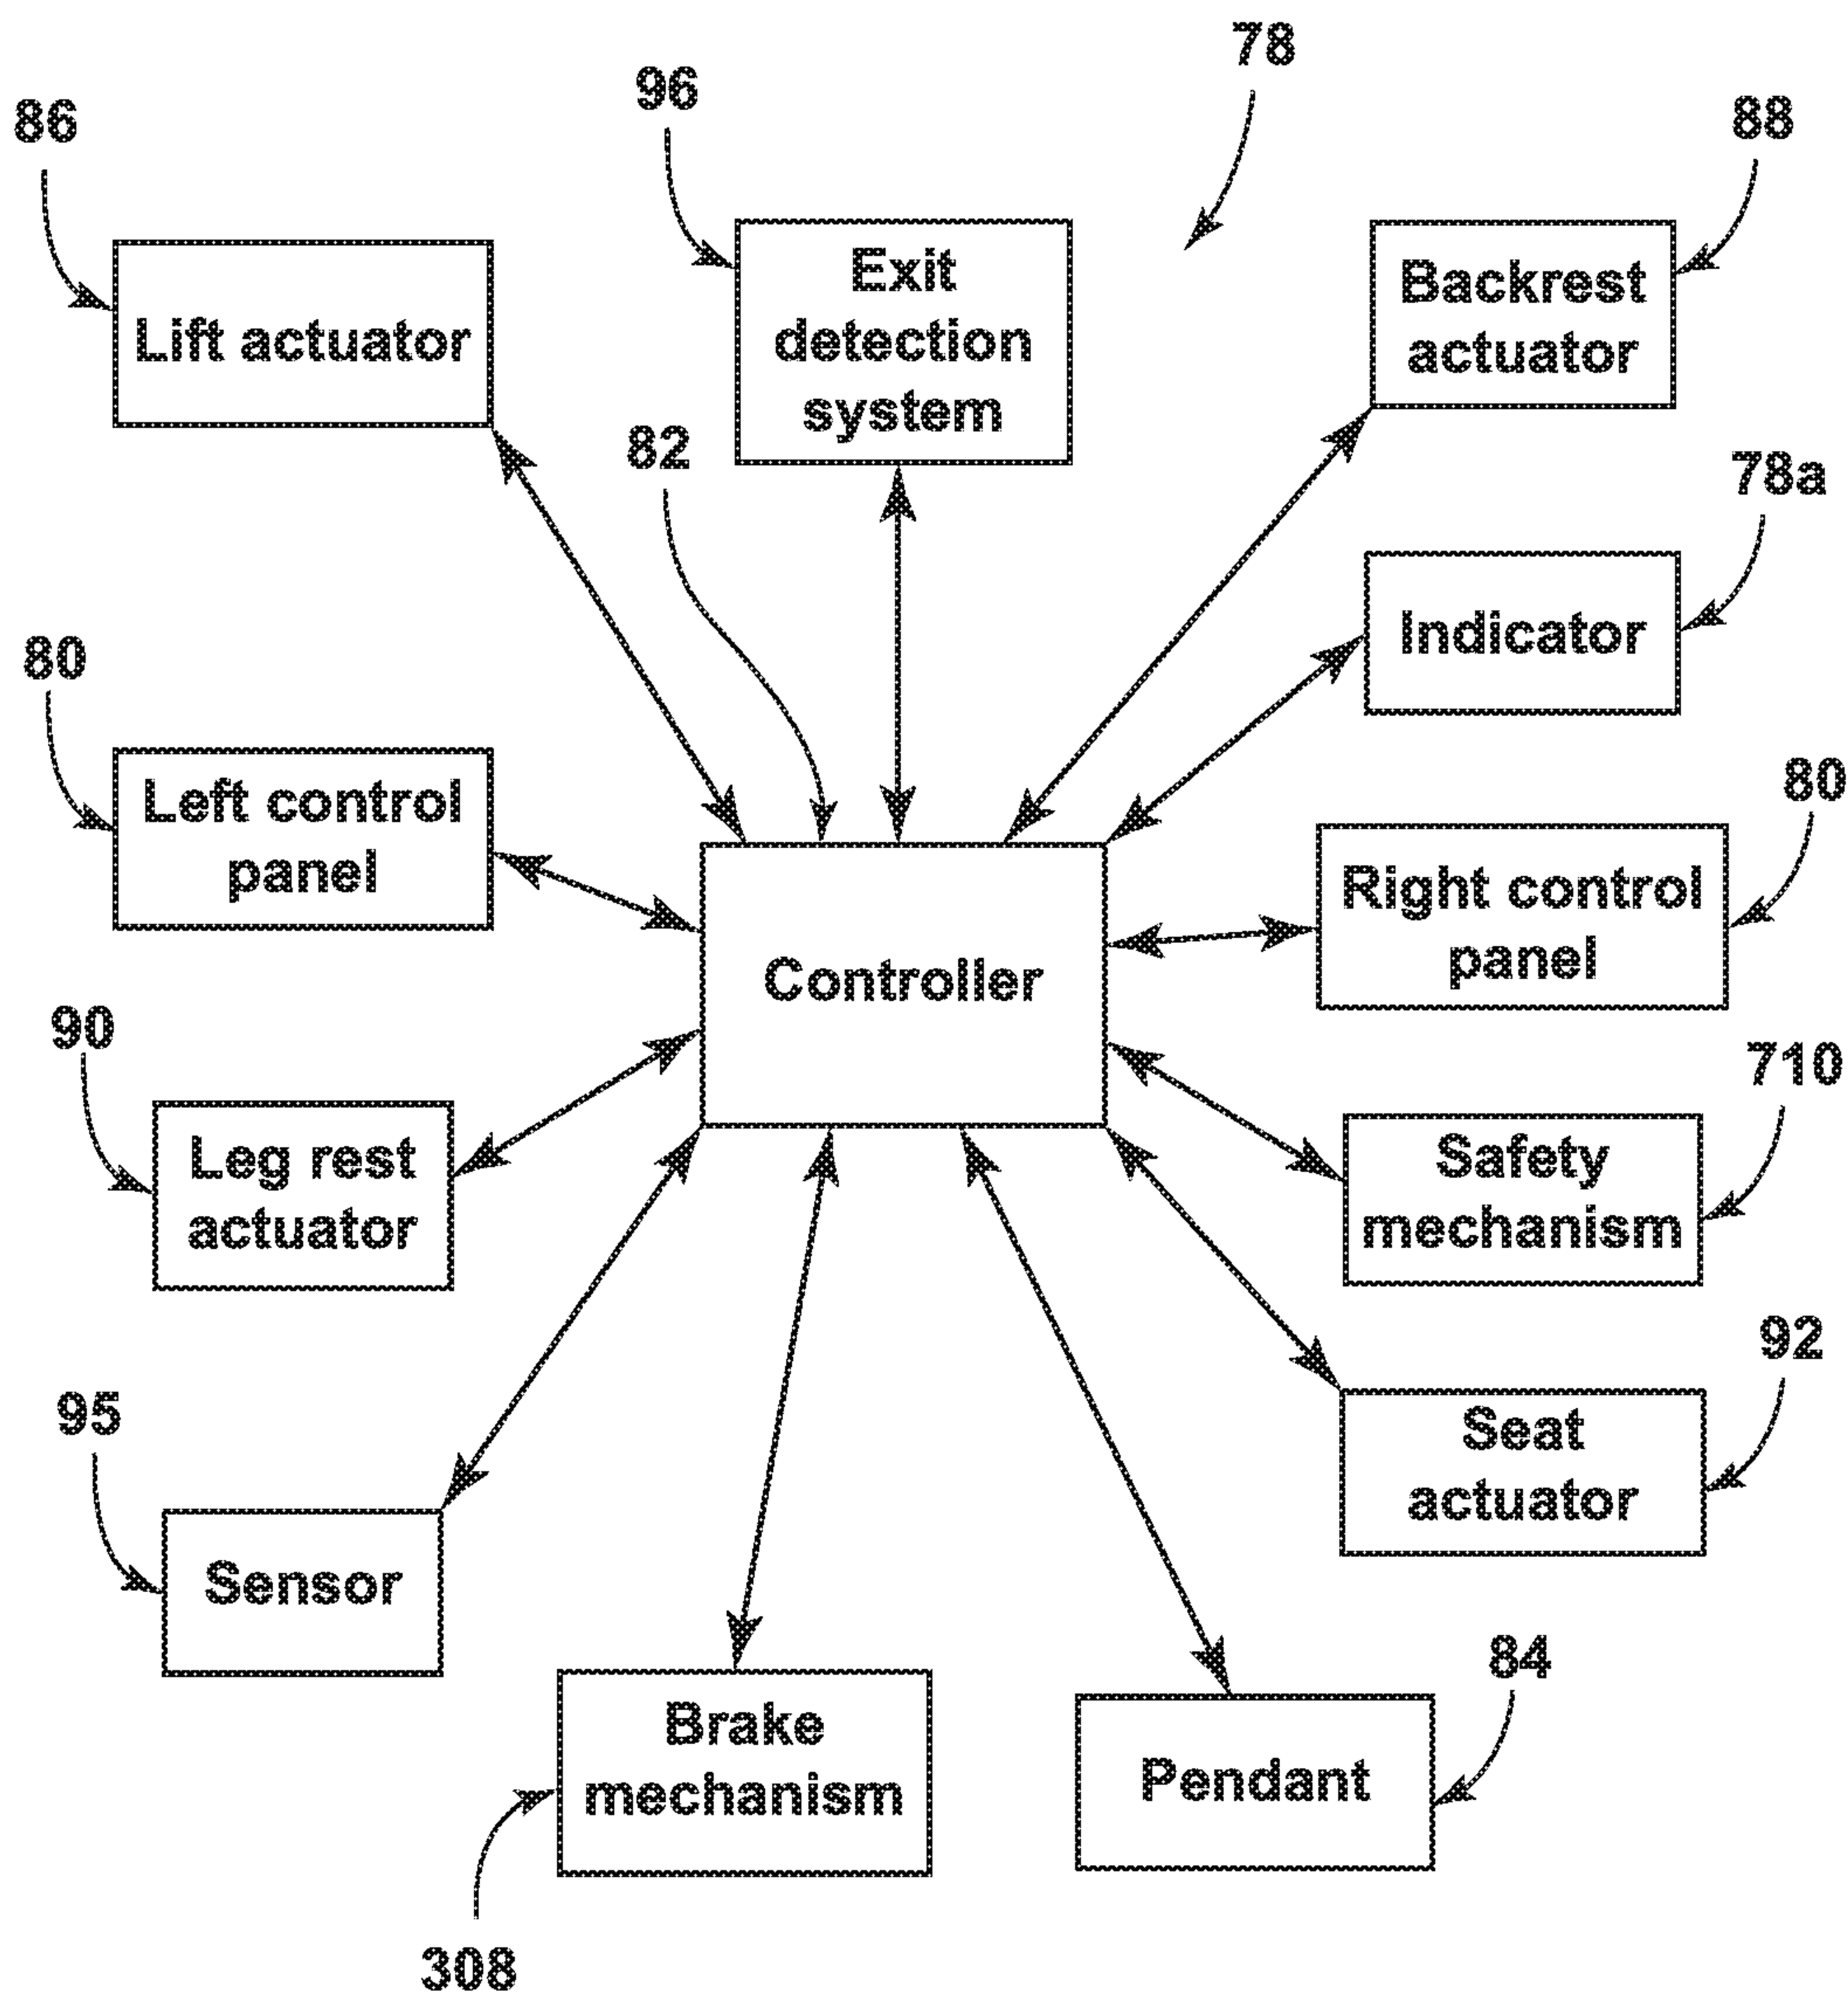 78
96
86
88
Exit
detection
system
Backrest
actuator
Lift actuator
82
78a
Indicator
80
80
Left control
panel
Right control
panel
Controller
90
710
Leg rest
actuator
Safety
mechanism
92
95
Seat
actuator
Sensor
84
Brake
mechanism
Pendant
308